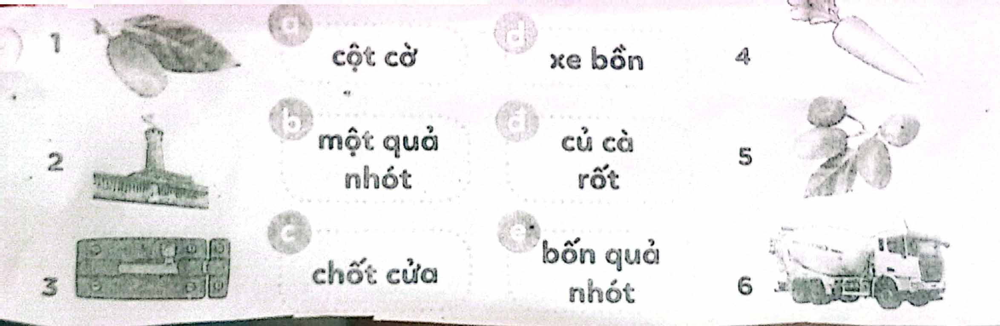 1
a
cột cờ
d
xe bồn
4
b
một quả
nhót
2
đ
củ cà
rốt
5
c
chốt cửa
3
e
bốn quả
nhót
6